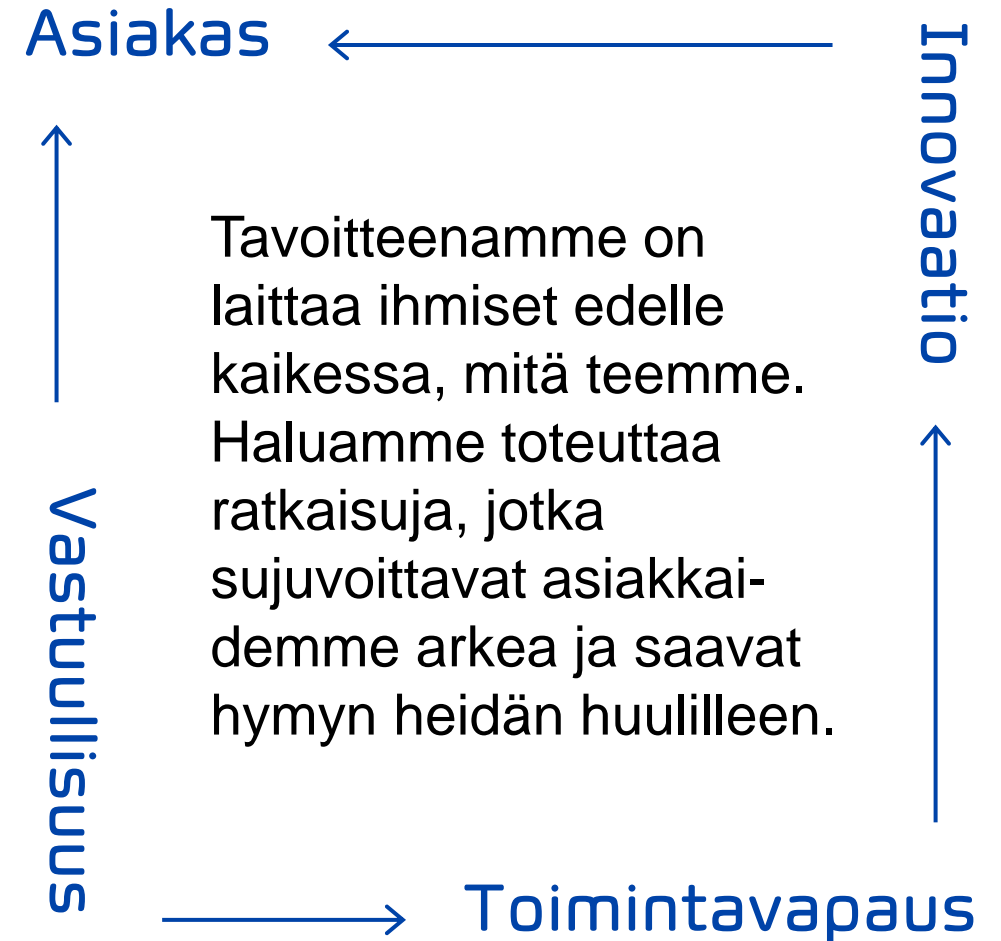 Asiakas
Innovaatio
Tavoitteenamme on
laittaa ihmiset edelle
kaikessa, mitä teemme.
Haluamme toteuttaa
ratkaisuja, jotka
sujuvoittavat asiakkai-
demme arkea ja saavat
hymyn heidän huulilleen.
Vastuullisuus
Toimintavapaus